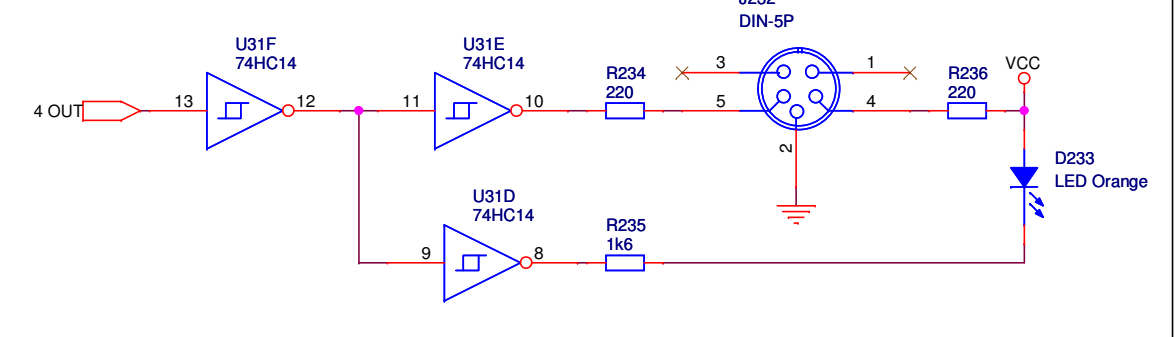 DIN-5P
U31F
74HC14
U31E
74HC14
R234
220
3
1
R236
220
VCC
4 OUT
13
12
11
10
5
4
2
D233
LED Orange
U31D
74HC14
R235
1k6
9
8